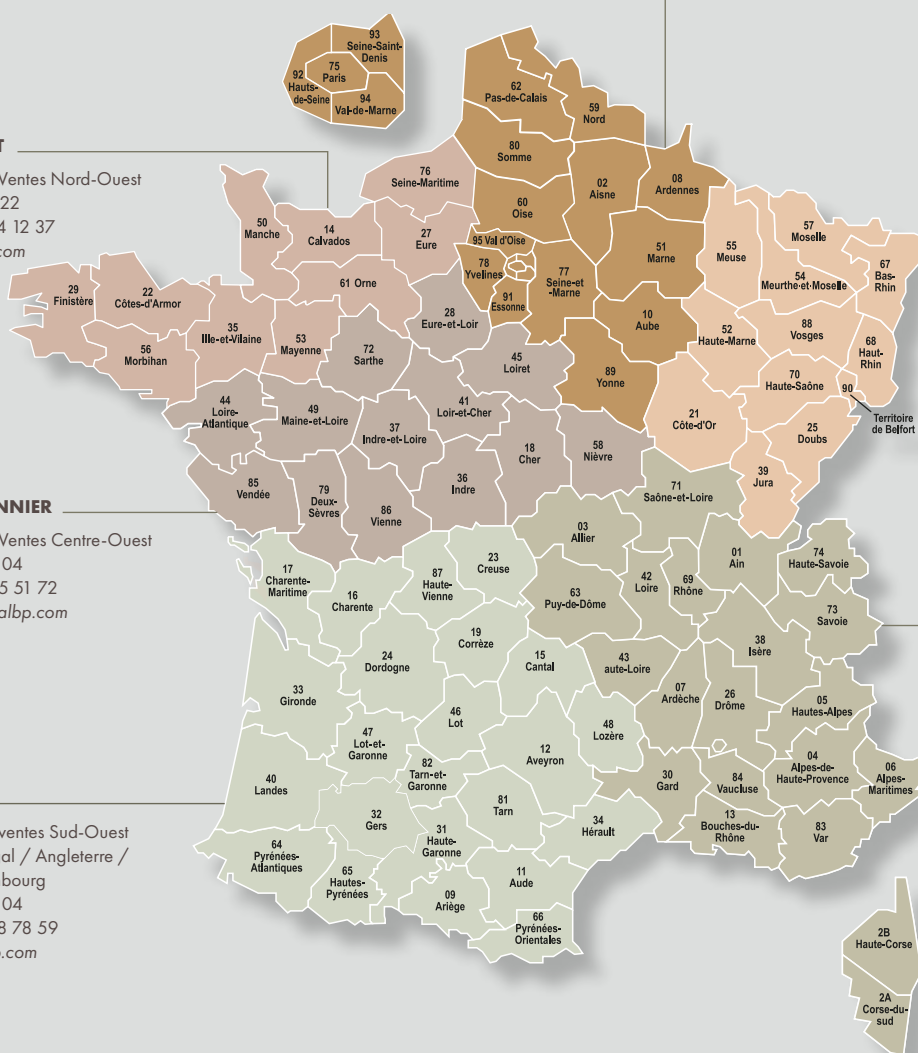 93
Seine-Saint-
Denis
92
Hauts-
de-Seine
75
Paris
94
Val-de-Marne
62
Pas-de-Calais
59
Nord
80
Somme
02
Aisne
08
Ardennes
T
Ventes Nord-Ouest
22
4 12 37
.com
76
Seine-Maritime
60
Oise
50
Manche
14
Calvados
27
Eure
95 Val d'Oise
78
Yvelines
91
Essonne
77
Seine-et
-Marne
51
Marne
55
Meuse
57
Moselle
54
Meurthe-et-Moselle
67
Bas-
Rhin
29
Finistère
22
Côtes-d'Armor
61 Orne
28
Eure-et-Loir
10
Aube
52
Haute-Marne
88
Vosges
68
Haut-
Rhin
56
Morbihan
35
Ille-et-Vilaine
53
Mayenne
72
Sarthe
45
Loiret
89
Yonne
70
Haute-Saône
90
Territoire
de Belfort
44
Loire-
Atlantique
49
Maine-et-Loire
37
Indre-et-Loire
41
Loir-et-Cher
18
Cher
58
Nièvre
21
Côte-d'Or
25
Doubs
39
Jura
85
Vendée
79
Deux-
Sèvres
86
Vienne
36
Indre
71
Saône-et-Loire
NNIER
Ventes Centre-Ouest
04
5 51 72
albp.com
03
Allier
17
Charente-
Maritime
16
Charente
87
Haute-
Vienne
23
Creuse
63
Puy-de-Dôme
42
Loire
69
Rhône
01
Ain
74
Haute-Savoie
73
Savoie
38
Isère
24
Dordogne
19
Corrèze
15
Cantal
43
aute-Loire
07
Ardèche
26
Drôme
05
Hautes-Alpes
33
Gironde
46
Lot
48
Lozère
47
Lot-et-
Garonne
82
Tarn-et-
Garonne
12
Aveyron
30
Gard
84
Vaucluse
04
Alpes-de-
Haute-Provence
06
Alpes-
Maritimes
40
Landes
32
Gers
31
Haute-
Garonne
81
Tarn
34
Hérault
13
Bouches-du-
Rhône
83
Var
ventes Sud-Ouest
al / Angleterre /
bourg
04
8 78 59
.com
64
Pyrénées-
Atlantiques
65
Hautes-
Pyrénées
09
Ariège
11
Aude
66
Pyrénées-
Orientales
2B
Haute-Corse
2A
Corse-du-
sud